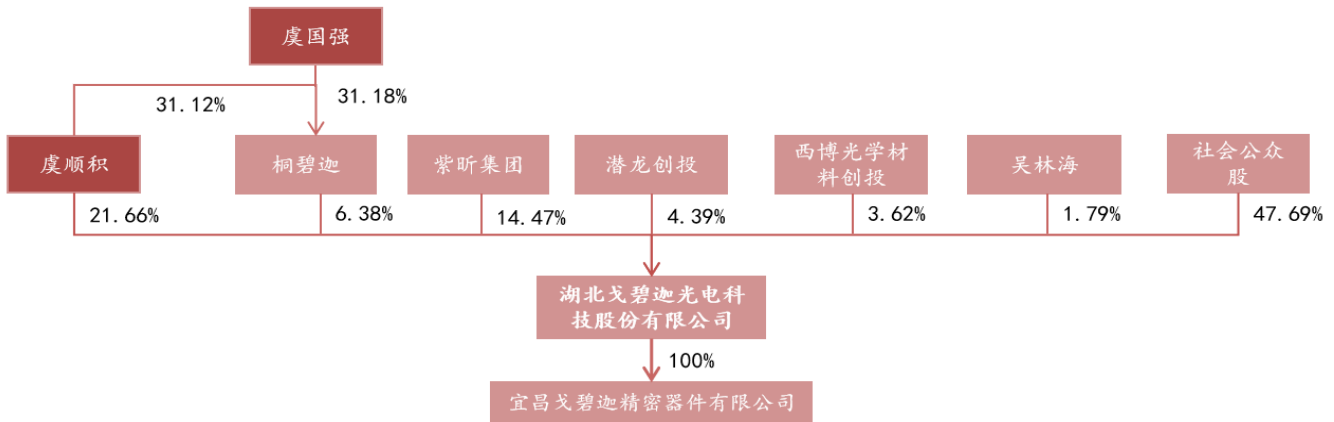 虞国强
31.12%
31.18%
虞顺积
桐碧迦
紫昕集团
潜龙创投
西博光学材
料创投
吴林海
社会公众
股
21.66%
6.38%
14.47%
4.39%
3.62%
1.79%
47.69%
湖北戈碧迦光电科
技股份有限公司
100%
宜昌戈碧迦精密器件有限公司